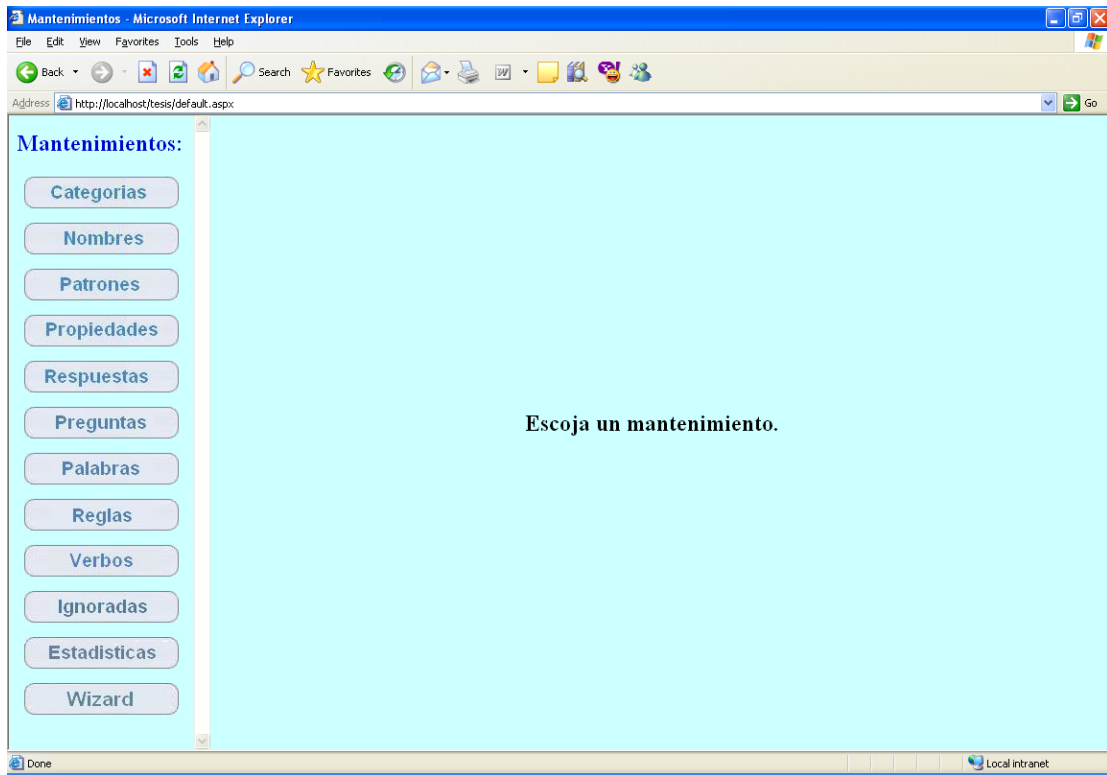 Mantenimientos - Microsoft Internet Explorer
File Edit View Favorites Tools Help
Back Search Favorites
Address http://localhost/tesis/default.aspx Go
Mantenimientos:
Categorias
Nombres
Patrones
Propiedades
Respuestas
Preguntas
Escoja un mantenimiento.
Palabras
Reglas
Verbos
Ignoradas
Estadisticas
Wizard
Done Local intranet